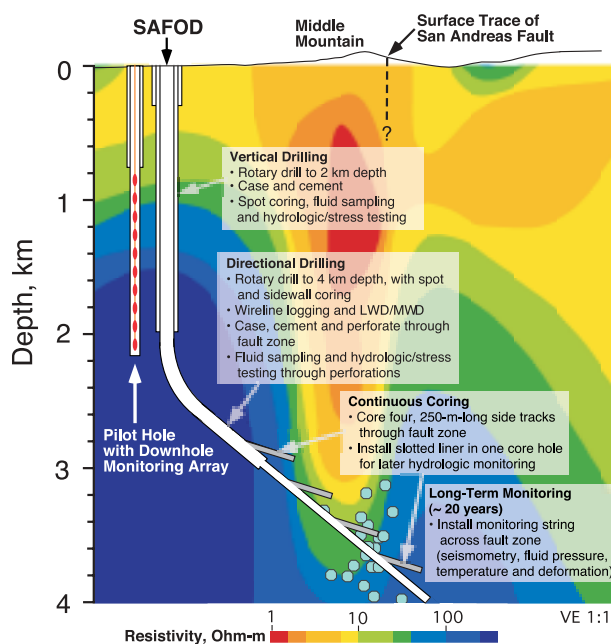 SAFOD
Middle
Mountain
Surface Trace of
San Andreas Fault
0
?
Vertical Drilling
• Rotary drill to 2 km depth
• Case and cement
• Spot coring, fluid sampling
and hydrologic/stress testing
1
Directional Drilling
• Rotary drill to 4 km depth, with spot
and sidewall coring
• Wireline logging and LWD/MWD
• Case, cement and perforate through
fault zone
• Fluid sampling and hydrologic/stress
testing through perforations
Depth, km
2
Pilot Hole
with Downhole
Monitoring Array
Continuous Coring
• Core four, 250-m-long side tracks
through fault zone
• Install slotted liner in one core hole
for later hydrologic monitoring
3
Long-Term Monitoring
(~ 20 years)
• Install monitoring string
across fault zone
(seismometry, fluid pressure,
temperature and deformation)
4
1 10 100
VE 1:1
Resistivity, Ohm-m